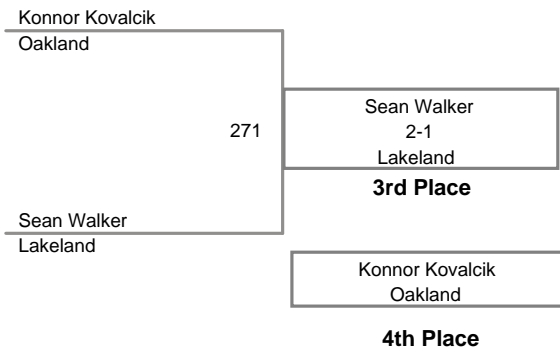 Konnor Kovalcik
Oakland
271
Sean Walker
2-1
Lakeland
3rd Place
Sean Walker
Lakeland
Konnor Kovalcik
Oakland
4th Place